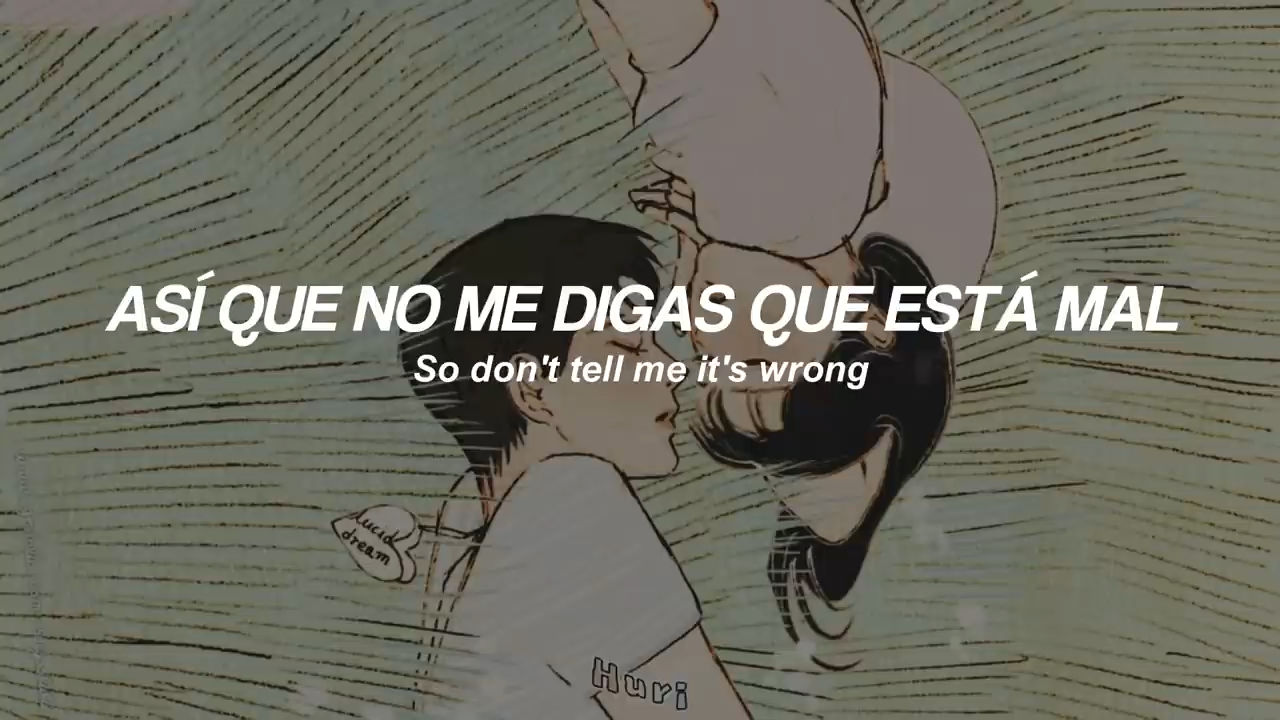 ASÍ QUE NO ME DIGAS QUE ESTÁ MAL
So don't tell me it's wrong
lucid
dream
Huri